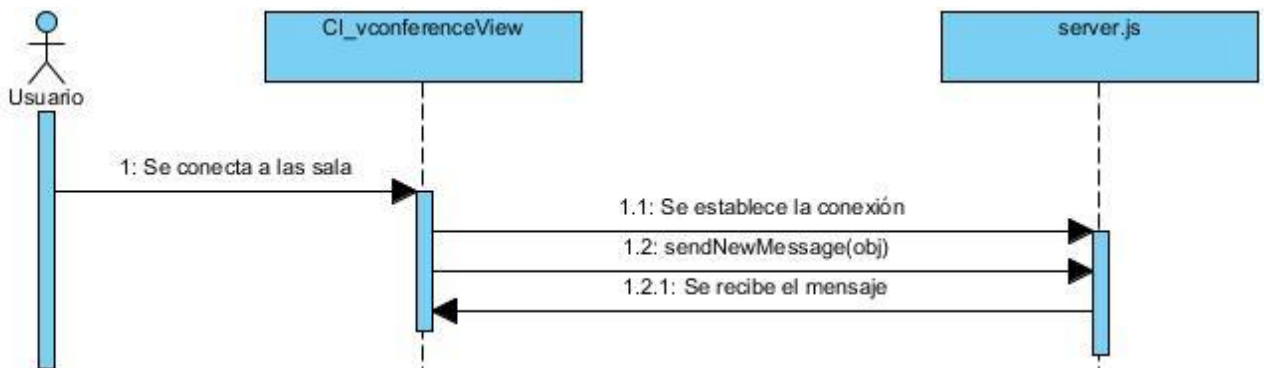 CI_vconferenceView
server.js
Usuario
1: Se conecta a las sala
1.1: Se establece la conexión
1.2: sendNewMessage(obj)
1.2.1: Se recibe el mensaje